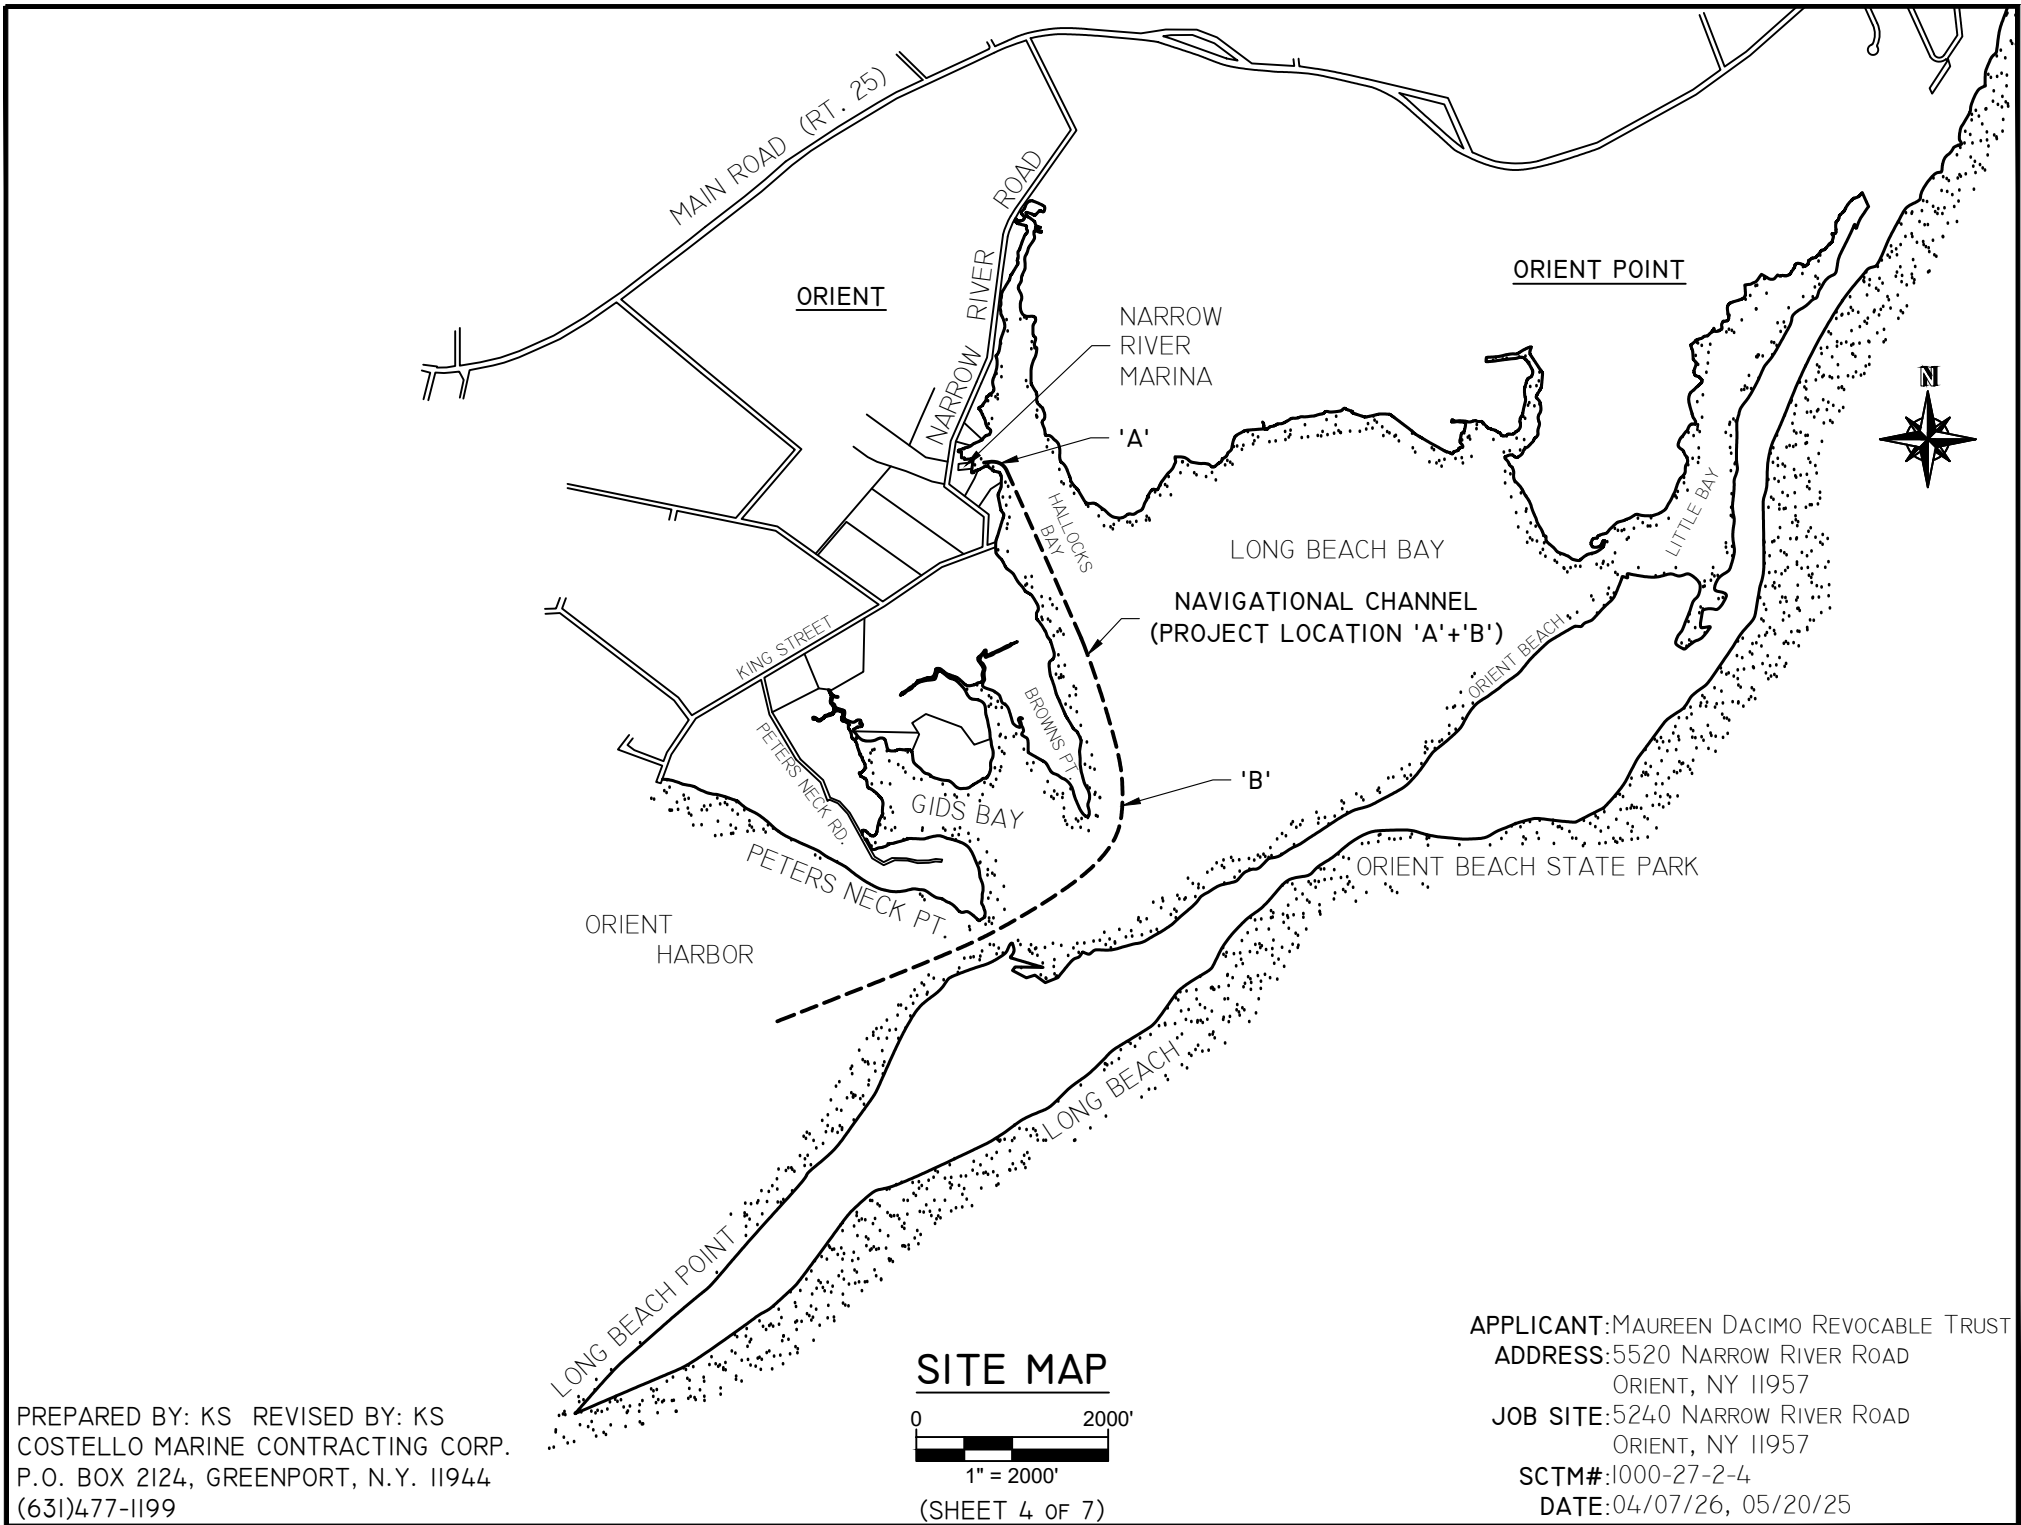 MAIN ROAD (RT. 25)
NARROW RIVER ROAD
ORIENT
ORIENT POINT
NARROW
RIVER
MARINA
N
'A'
HALLOCKS
BAY
LITTLE BAY
LONG BEACH BAY
NAVIGATIONAL CHANNEL
(PROJECT LOCATION 'A'+'B')
KING STREET
ORIENT BEACH
BROWNS PT.
PETERS NECK RD.
'B'
GIDS BAY
PETERS NECK PT.
ORIENT BEACH STATE PARK
ORIENT
HARBOR
LONG BEACH
LONG BEACH POINT
SITE MAP
0 2000'
1" = 2000'
(SHEET 4 OF 7)
PREPARED BY: KS REVISED BY: KS
COSTELLO MARINE CONTRACTING CORP.
P.O. BOX 2124, GREENPORT, N.Y. 11944
(631)477-1199
APPLICANT: MAUREEN DACIMO REVOCABLE TRUST
ADDRESS: 5520 NARROW RIVER ROAD
ORIENT, NY 11957
JOB SITE: 5240 NARROW RIVER ROAD
ORIENT, NY 11957
SCTM#: 1000-27-2-4
DATE: 04/07/26, 05/20/25